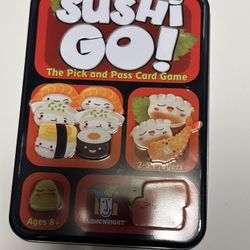 SUSHI
GO!
The Pick and Pass Card Game
2-5 Players
Ages 8+
GAMEWRIGHT